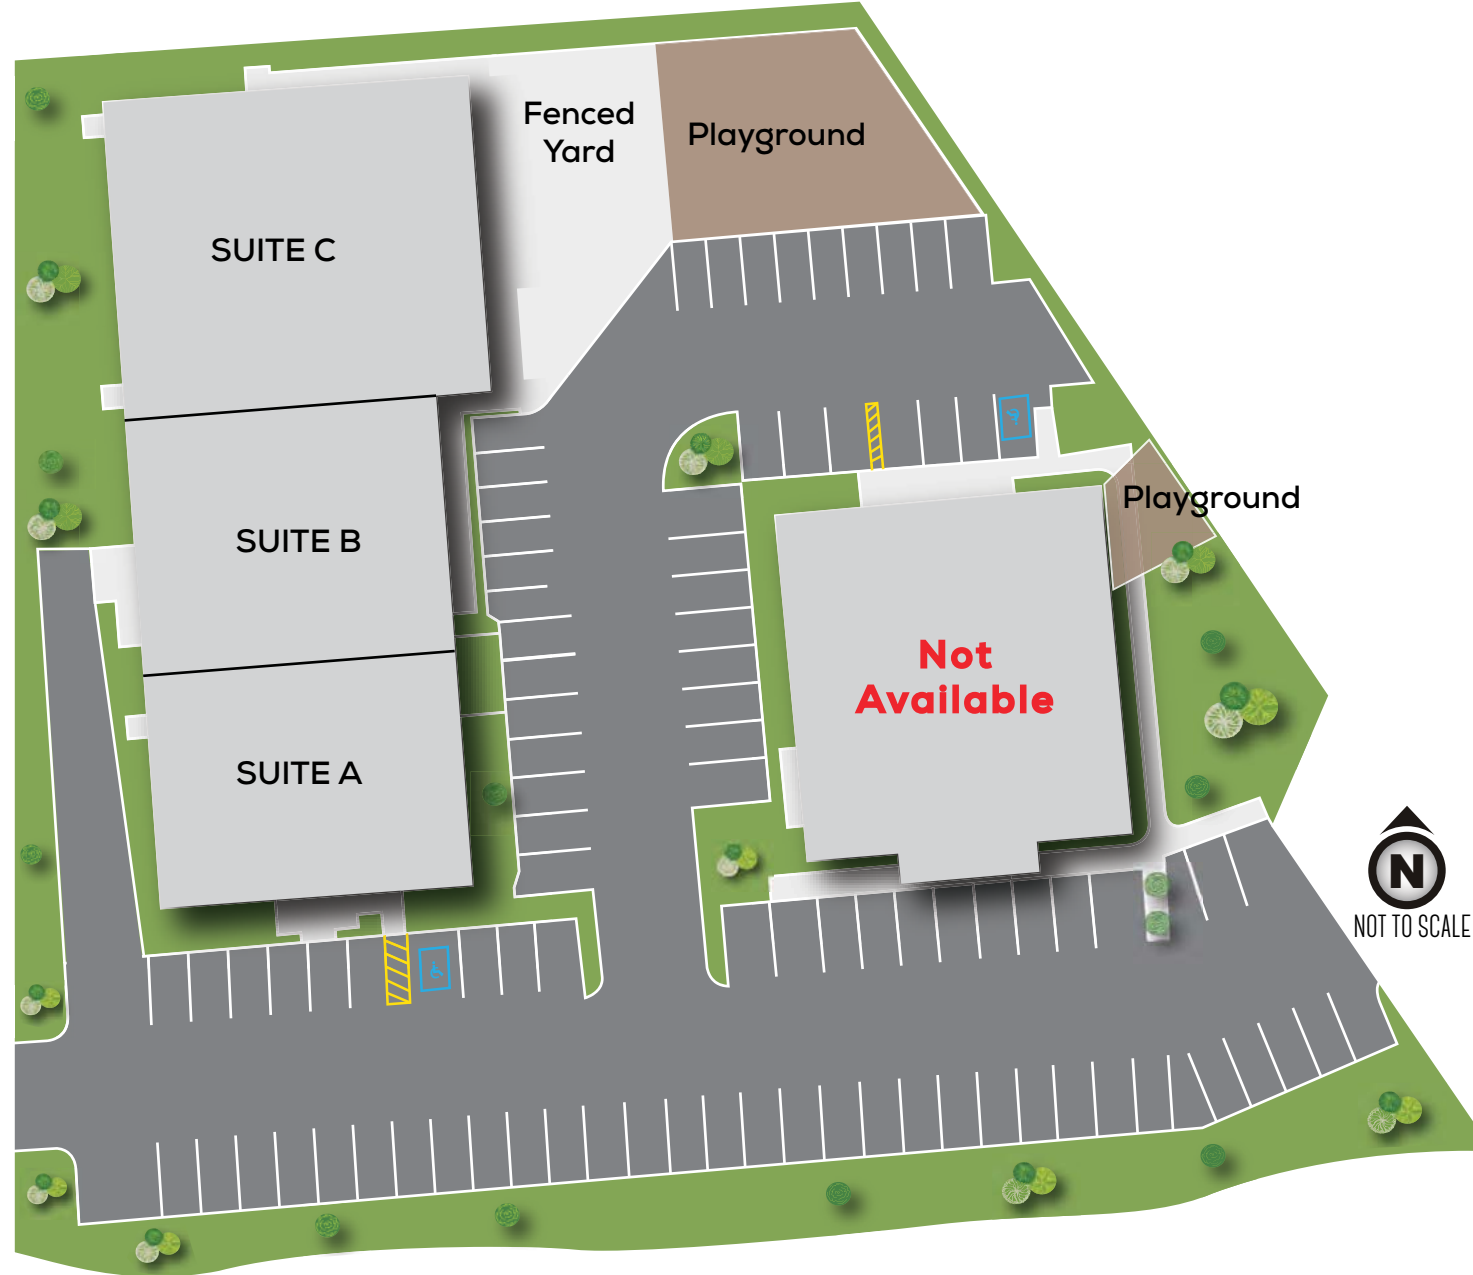 Fenced
Yard
Playground
SUITE C
Playground
SUITE B
Not
Available
SUITE A
N
NOT TO SCALE